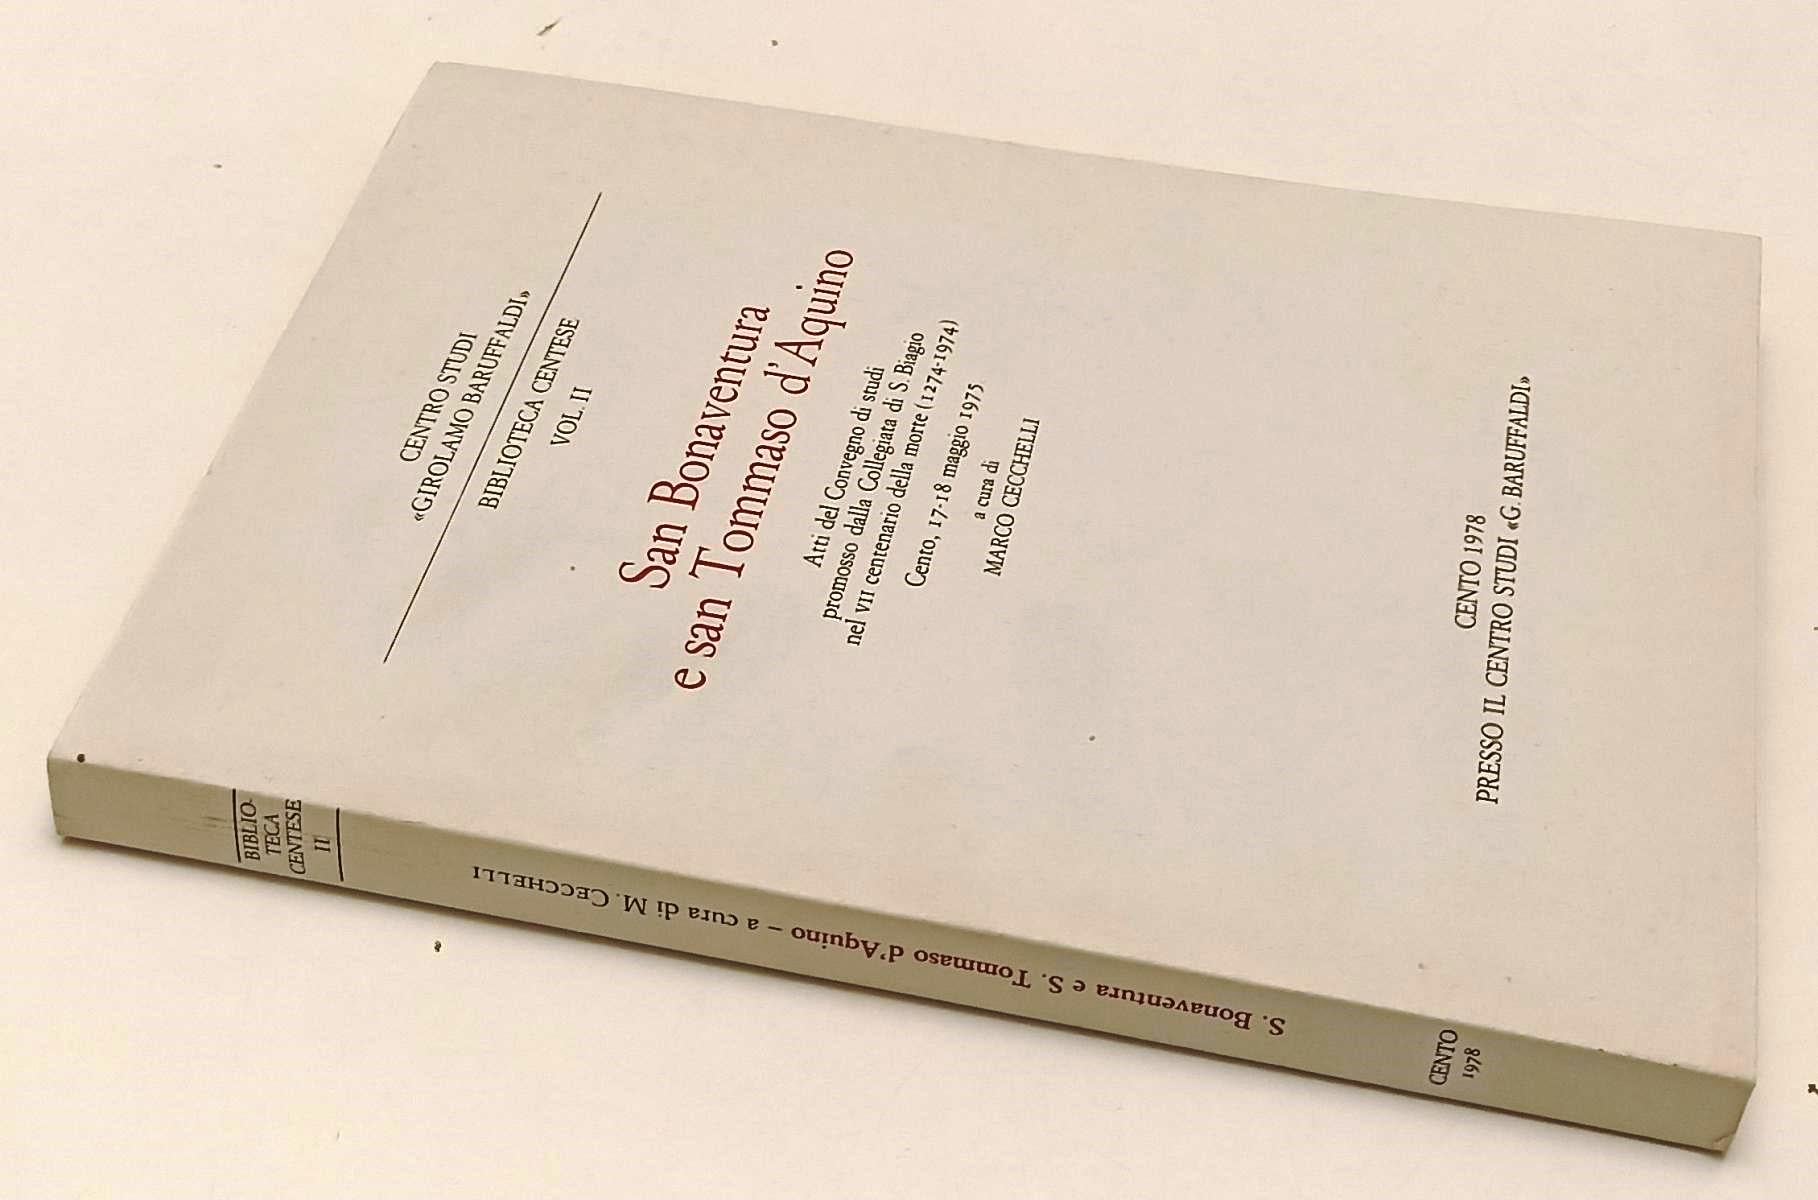 CENTRO STUDI
«GIROLAMO BARUFFALDI»
BIBLIOTECA CENTESE
VOL. II
San Bonaventura
e san Tommaso d'Aquino
Atti del Convegno di studi
promosso dalla Collegiata di S. Biagio
nel VII centenario della morte (1274-1974)
Cento, 17-18 maggio 1975
a cura di
MARCO CECCHELLI
CENTO 1978
PRESSO IL CENTRO STUDI «G. BARUFFALDI»
BIBLIO-
TECA
CENTESE
II
S. Bonaventura e S. Tommaso d'Aquino – a cura di M. CECCHELLI
CENTO
1978